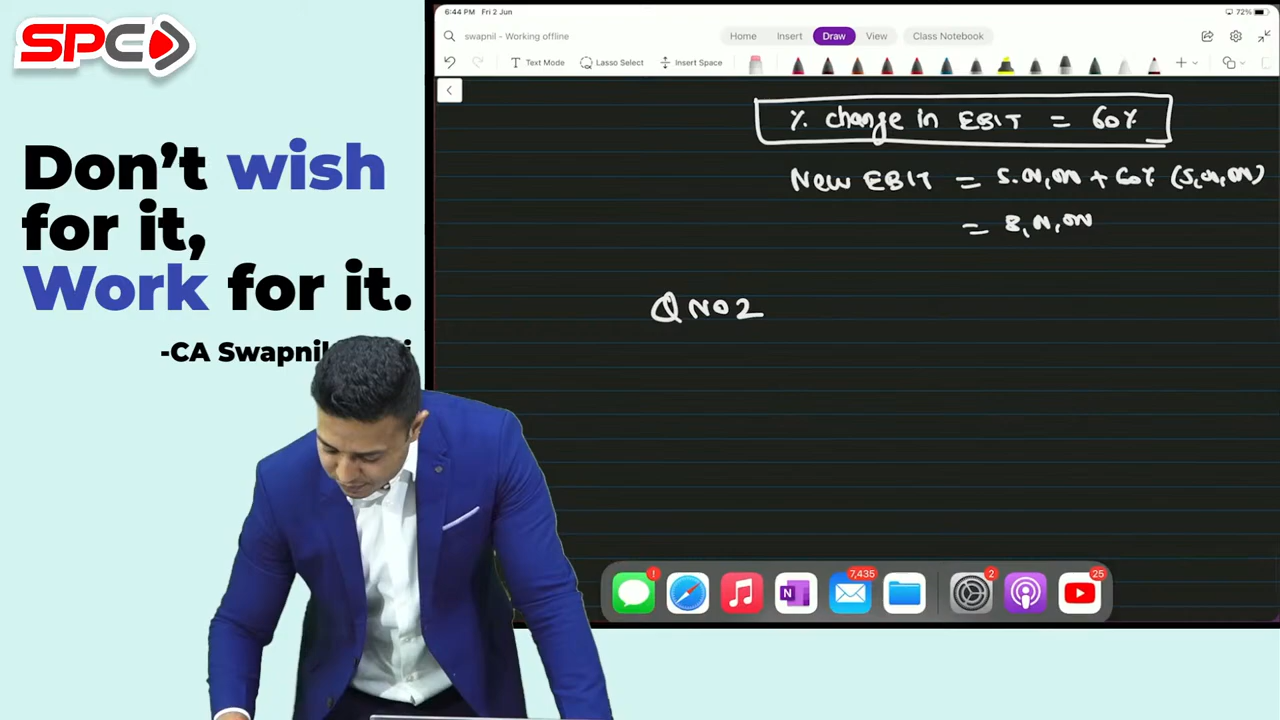 SPC
Don't wish
for it,
Work for it.
-CA Swapnil
6:44 PM Fri 2 Jun
72%
swapnil - Working offline
Home Insert Draw View Class Notebook
Text Mode Lasso Select Insert Space
% change in EBIT = 60%
New EBIT = 5,00,000 + 60% (5,00,000)
= 8,00,000
Q NO 2
! 7,435 2 25
N